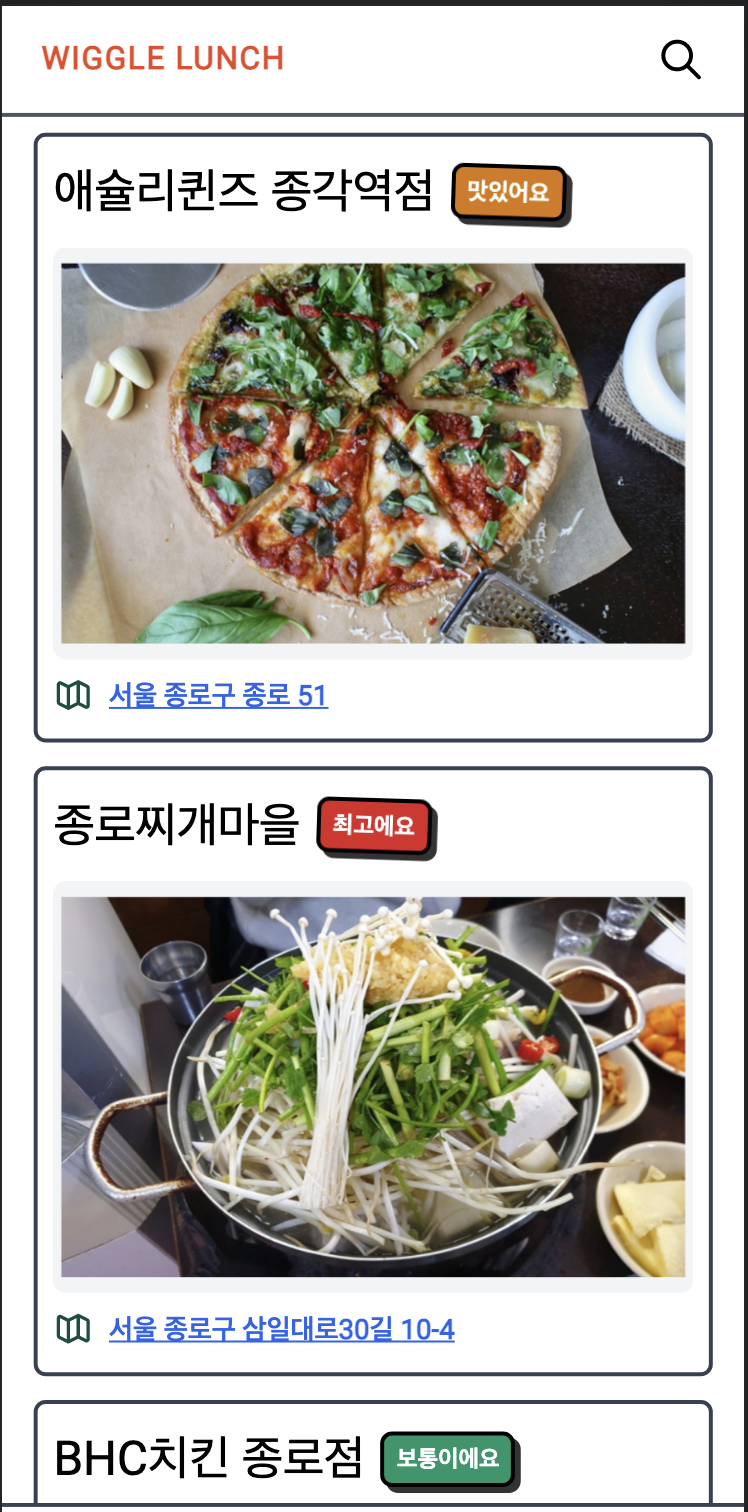 WIGGLE LUNCH
애슐리퀸즈 종각역점 맛있어요
서울 종로구 종로 51
종로찌개마을 최고에요
서울 종로구 삼일대로30길 10-4
BHC치킨 종로점 보통이에요